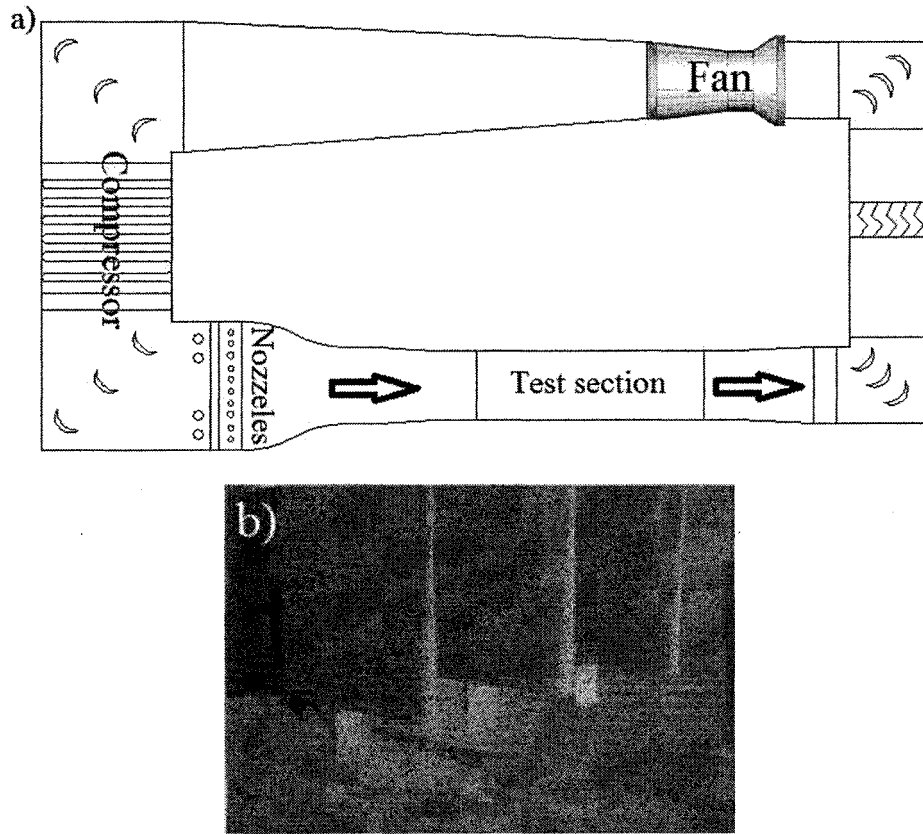 a)
Fan
Compressor
Nozzeles
Test section
b)